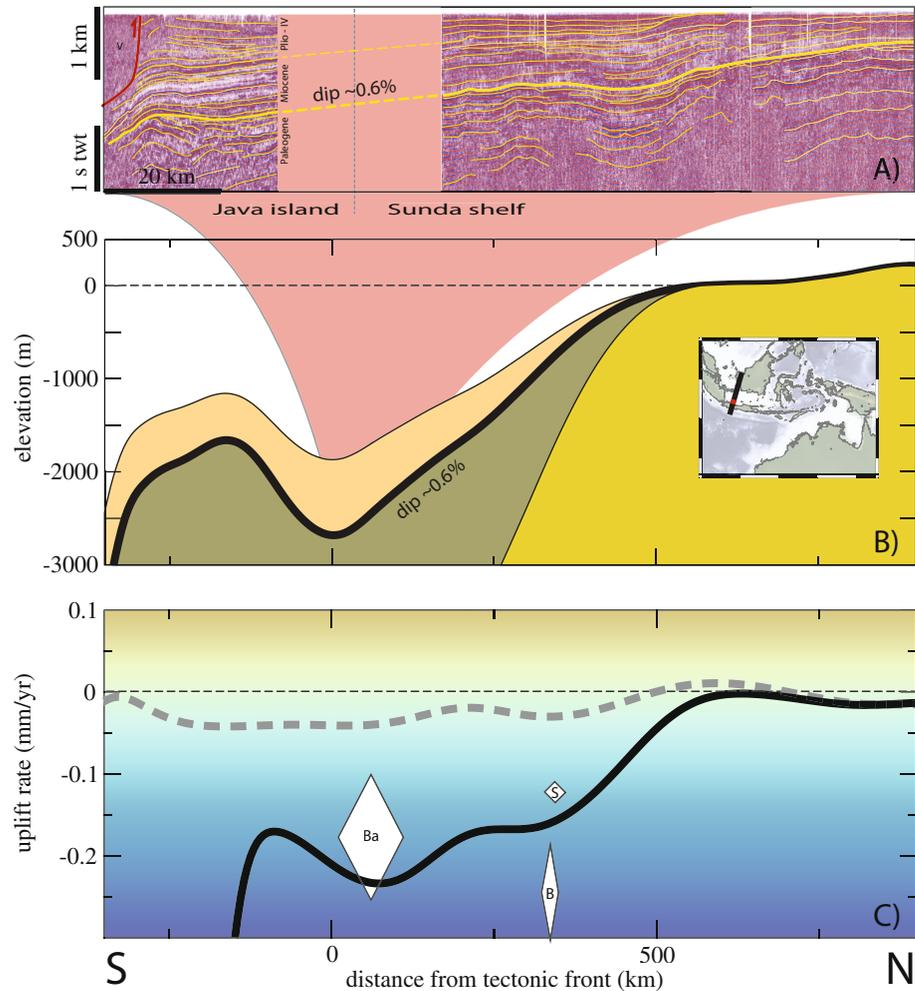 1 km
1 s twt
v
Plio - IV
Miocene
Paleogene
dip ~0.6%
20 km
A)
Java island
Sunda shelf
500
0
-1000
-2000
-3000
elevation (m)
dip ~0.6%
B)
0.1
0
-0.1
-0.2
uplift rate (mm/yr)
Ba
S
B
C)
0
500
S
distance from tectonic front (km)
N